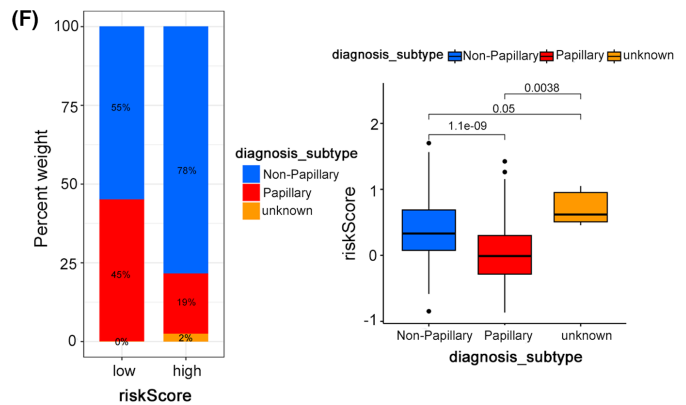 (F)
Percent weight
100
75
50
25
0
55%
45%
0%
78%
19%
2%
low high
riskScore
diagnosis_subtype
Non-Papillary
Papillary
unknown
diagnosis_subtype Non-Papillary Papillary unknown
riskScore
2
1
0
-1
0.0038
0.05
1.1e-09
Non-Papillary Papillary unknown
diagnosis_subtype